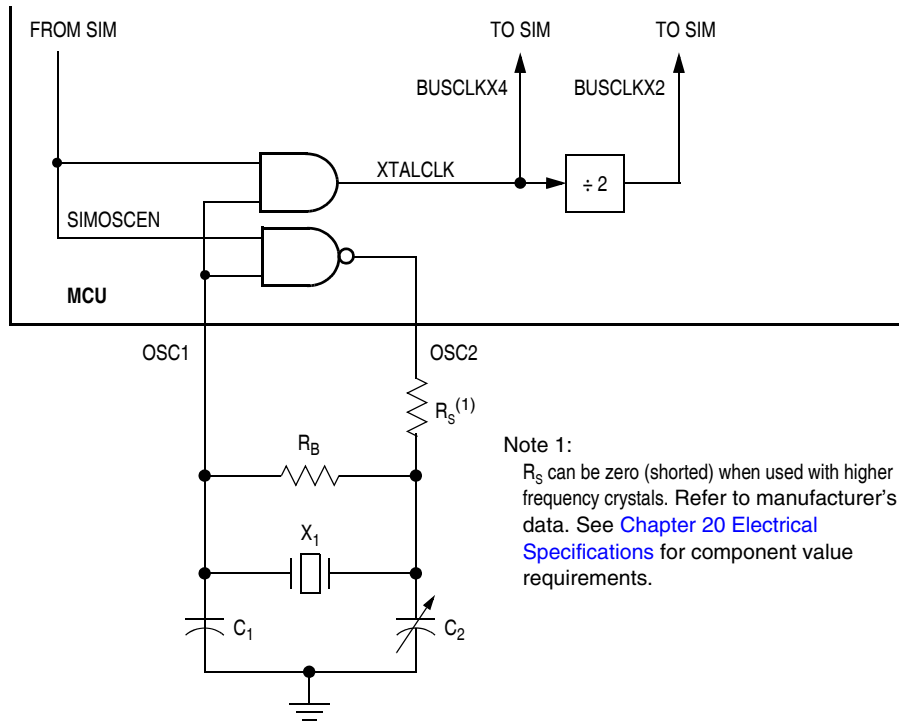 FROM SIM
TO SIM
TO SIM
BUSCLKX4
BUSCLKX2
XTALCLK
÷ 2
SIMOSCEN
MCU
OSC1
OSC2
RS(1)
RB
Note 1:
RS can be zero (shorted) when used with higher
frequency crystals. Refer to manufacturer's
data. See Chapter 20 Electrical
Specifications for component value
requirements.
X1
C1
C2